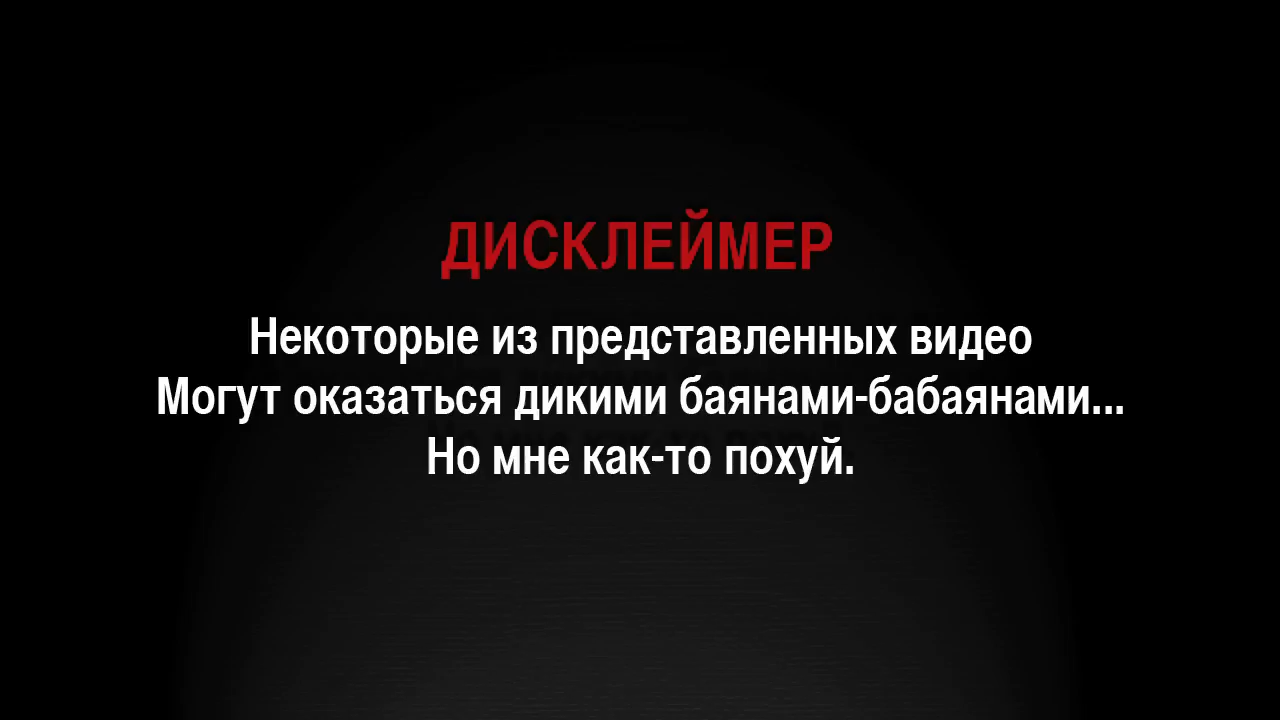 ДИСКЛЕЙМЕР
Некоторые из представленных видео
Могут оказаться дикими баянами-бабаянами...
Но мне как-то похуй.